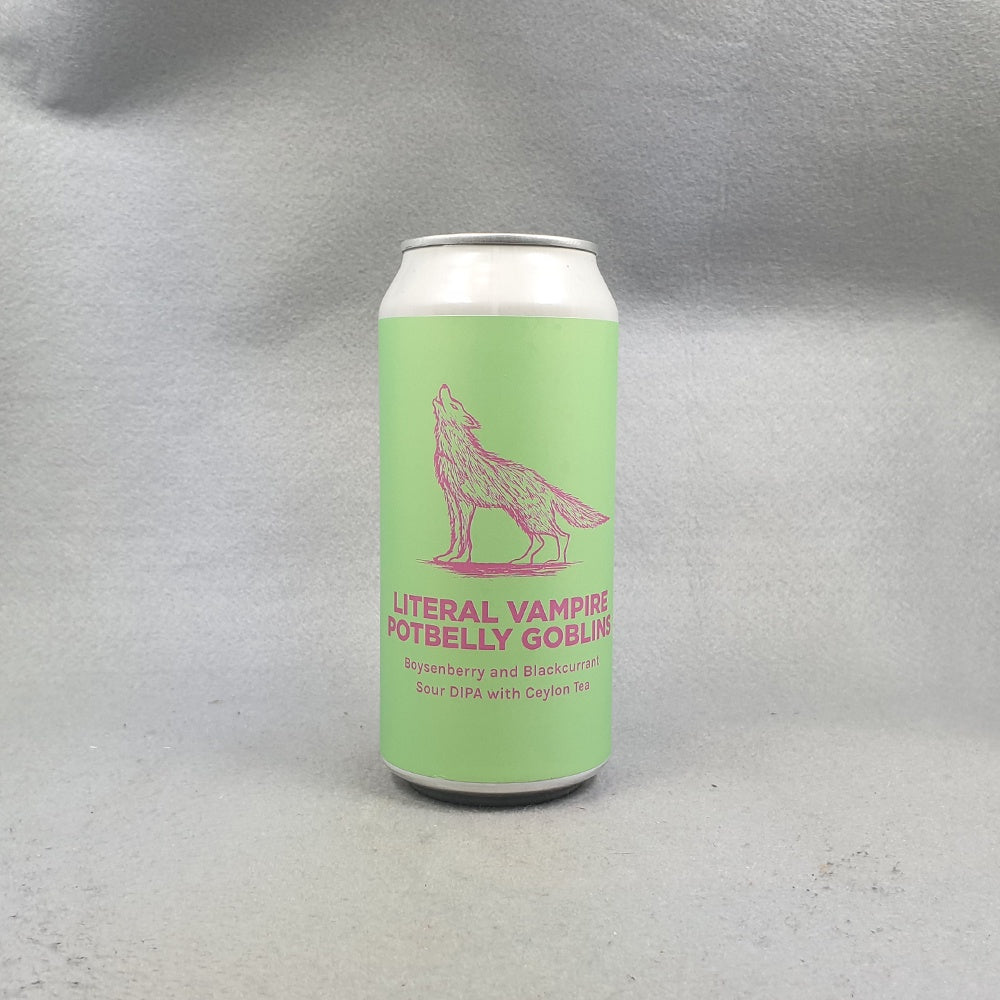 LITERAL VAMPIRE
POTBELLY GOBLINS
Boysenberry and Blackcurrant
Sour DIPA with Ceylon Tea